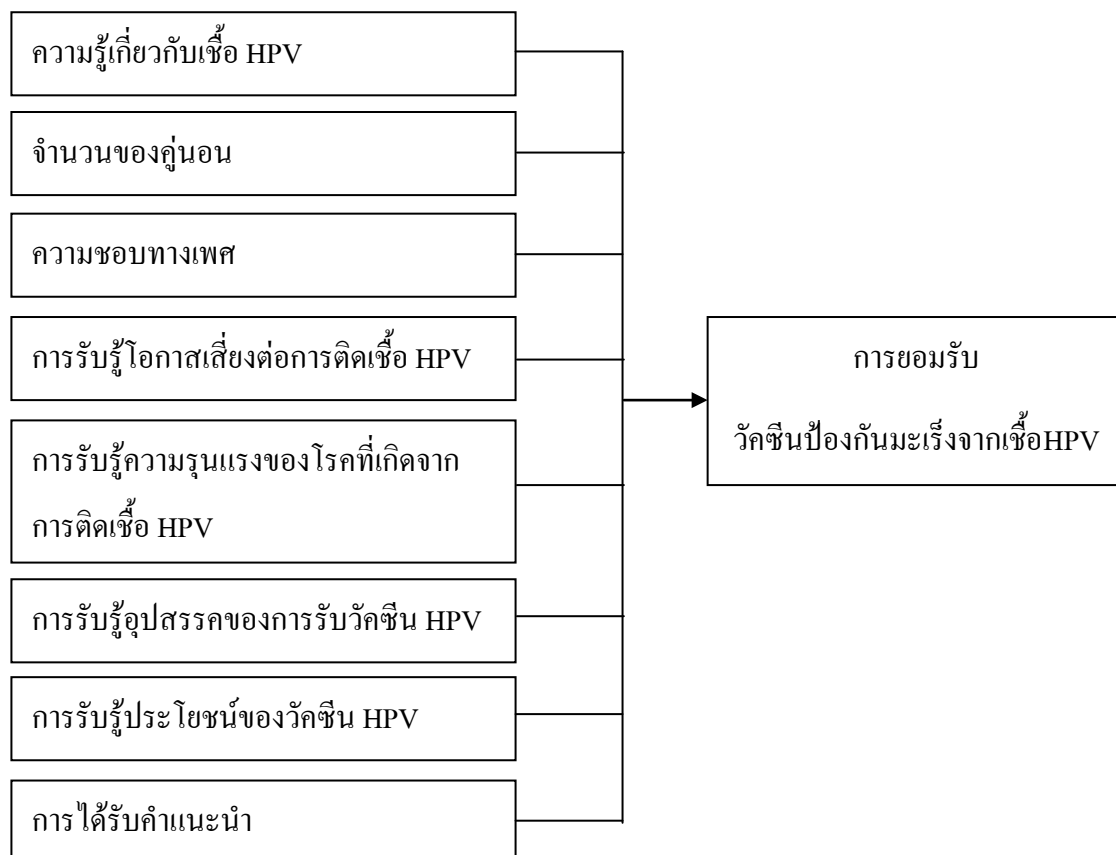 ความรู้เกี่ยวกับเชื้อ HPV
จำนวนของคู่นอน
ความชอบทางเพศ
การรับรู้โอกาสเสี่ยงต่อการติดเชื้อ HPV
การรับรู้ความรุนแรงของโรคที่เกิดจาก
การติดเชื้อ HPV
การรับรู้อุปสรรคของการรับวัคซีน HPV
การรับรู้ประโยชน์ของวัคซีน HPV
การได้รับคำแนะนำ
การยอมรับ
วัคซีนป้องกันมะเร็งจากเชื้อHPV